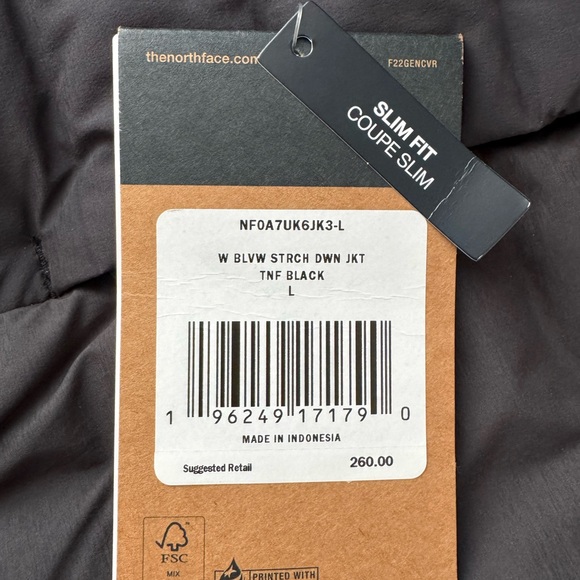 thenorthface.com
F22GENCVR
SLIM FIT
COUPE SLIM
NF0A7UK6JK3-L
W BLVW STRCH DWN JKT
TNF BLACK
L
1 96249 17179 0
MADE IN INDONESIA
Suggested Retail 260.00
FSC
MIX
PRINTED WITH